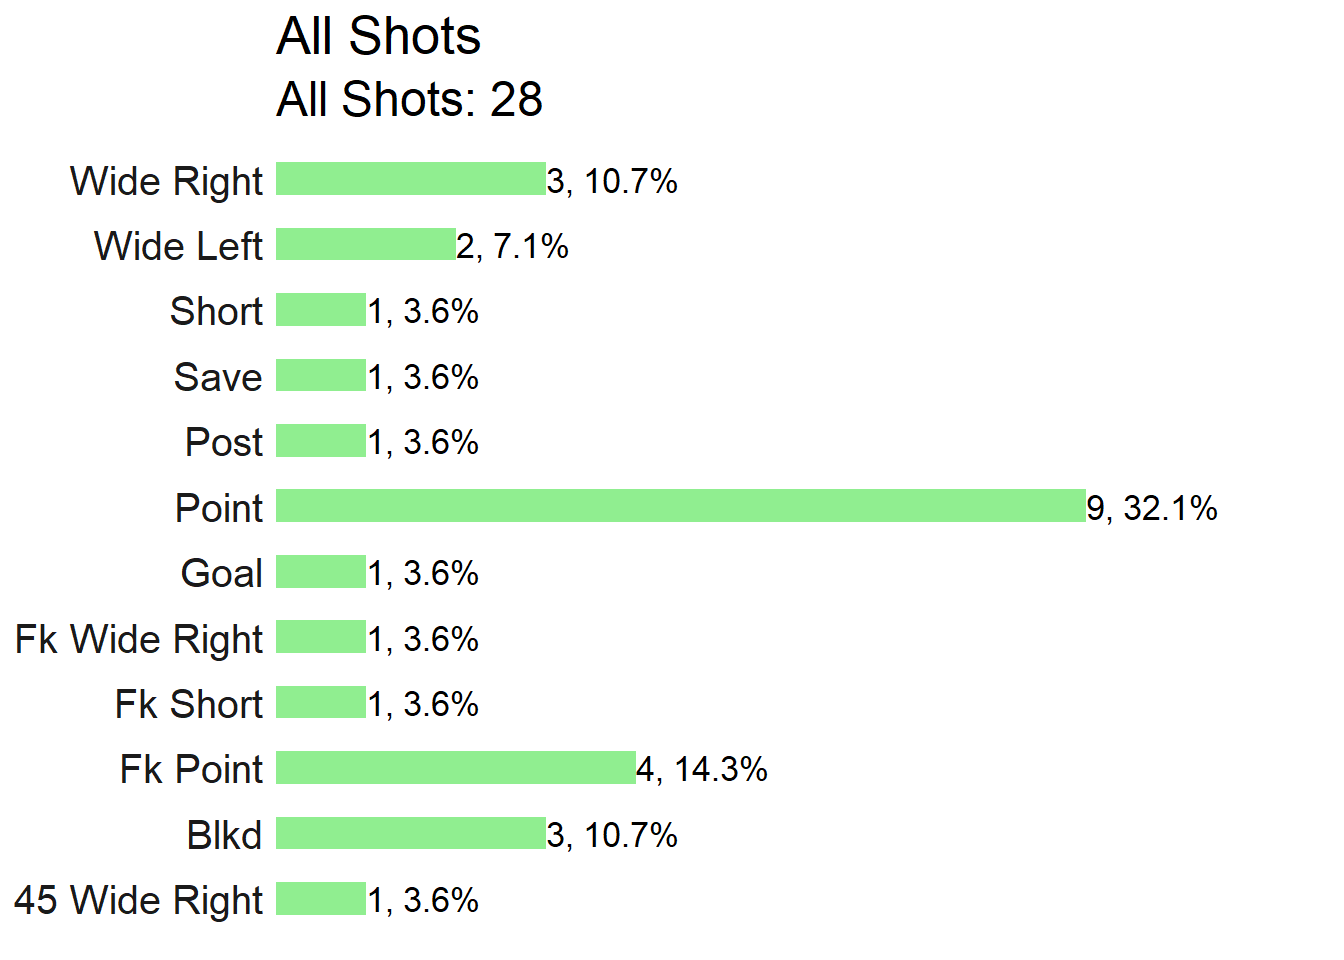 All Shots
All Shots: 28
Wide Right 3, 10.7%
Wide Left 2, 7.1%
Short 1, 3.6%
Save 1, 3.6%
Post 1, 3.6%
Point 9, 32.1%
Goal 1, 3.6%
Fk Wide Right 1, 3.6%
Fk Short 1, 3.6%
Fk Point 4, 14.3%
Blkd 3, 10.7%
45 Wide Right 1, 3.6%